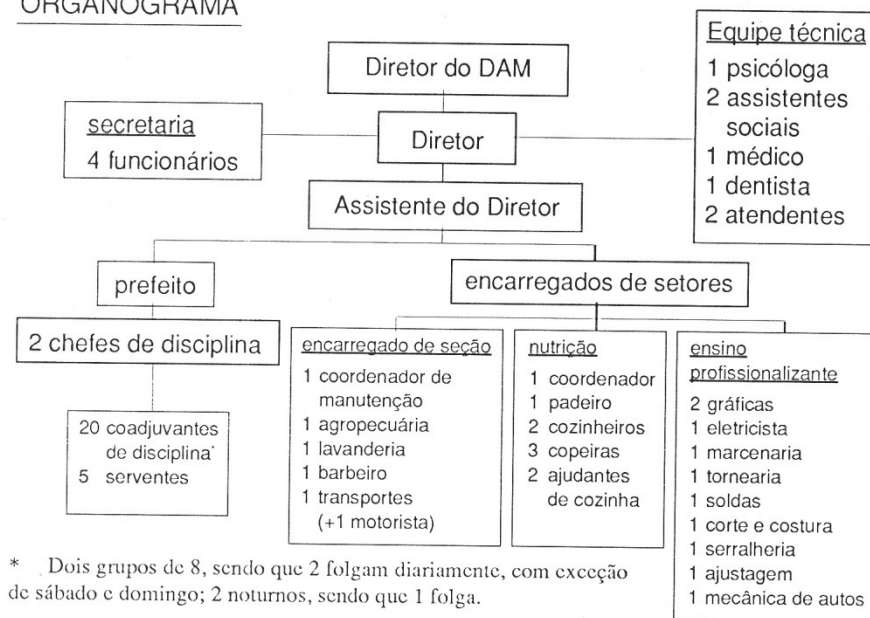 ORGANOGRAMA
Diretor do DAM
secretaria
4 funcionários
Diretor
Equipe técnica
1 psicóloga
2 assistentes
sociais
1 médico
1 dentista
2 atendentes
Assistente do Diretor
prefeito
encarregados de setores
2 chefes de disciplina
20 coadjuvantes
de disciplina*
5 serventes
encarregado de seção
1 coordenador de
manutenção
1 agropecuária
1 lavanderia
1 barbeiro
1 transportes
(+1 motorista)
nutrição
1 coordenador
1 padeiro
2 cozinheiros
3 copeiras
2 ajudantes
de cozinha
ensino
profissionalizante
2 gráficas
1 eletricista
1 marcenaria
1 tornearia
1 soldas
1 corte e costura
1 serralheria
1 ajustagem
1 mecânica de autos
* Dois grupos de 8, sendo que 2 folgam diariamente, com exceção
de sábado e domingo; 2 noturnos, sendo que 1 folga.